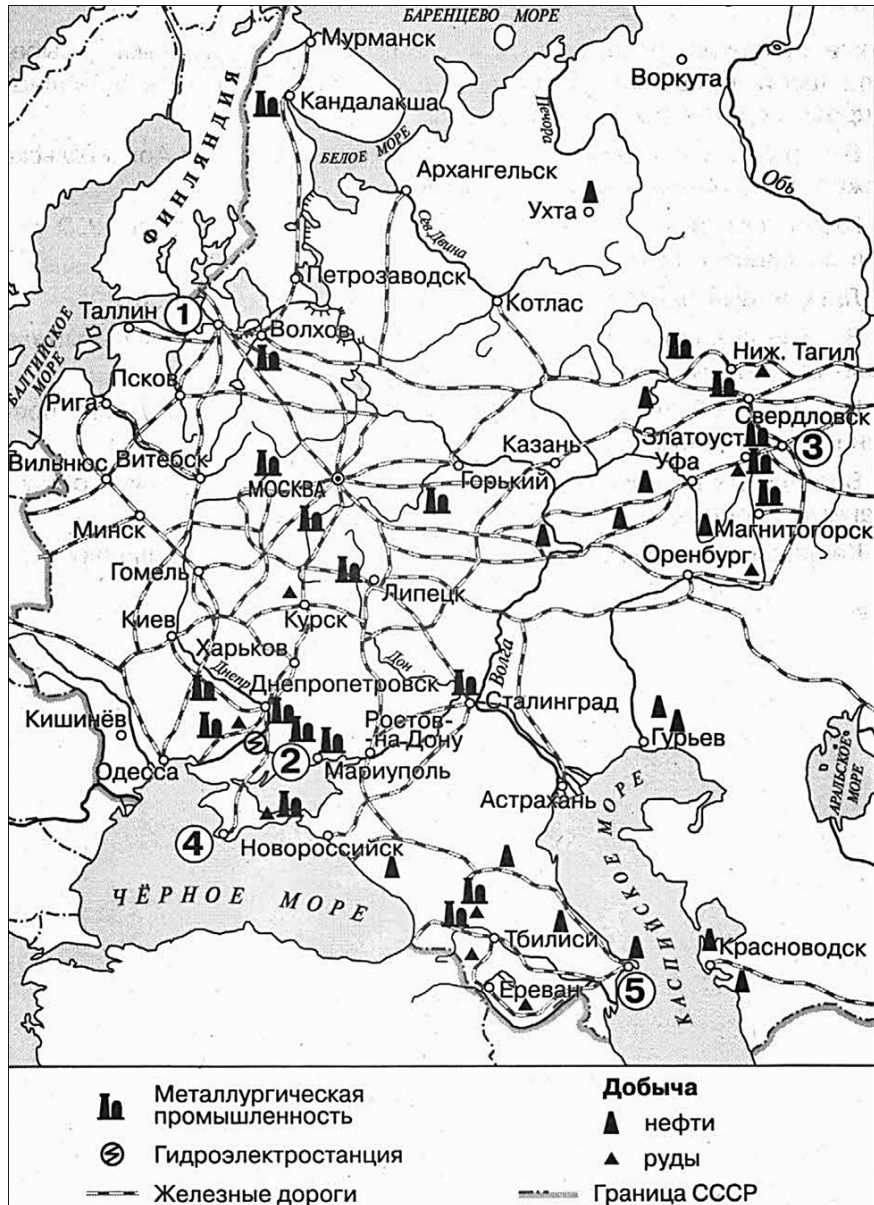 БАРЕНЦЕВО МОРЕ
Мурманск
Воркута
Кандалакша
Печора
ФИНЛЯНДИЯ
БЕЛОЕ МОРЕ
Архангельск
Обь
Ухта
Сев. Двина
Петрозаводск
Котлас
Таллин
1
Волхов
БАЛТИЙСКОЕ МОРЕ
Псков
Ниж. Тагил
Рига
Свердловск
Казань
Златоуст
3
Вильнюс
Витебск
МОСКВА
Горький
Уфа
Минск
Магнитогорск
Оренбург
Гомель
Липецк
Киев
Курск
Харьков
Днепр
Дон
Волга
Днепропетровск
Сталинград
Кишинёв
Ростов-
на-Дону
Гурьев
2
Одесса
Мариуполь
Астрахань
АРАЛЬСКОЕ
МОРЕ
4
Новороссийск
ЧЁРНОЕ МОРЕ
КАСПИЙСКОЕ МОРЕ
Тбилиси
Красноводск
Ереван
5
Металлургическая
промышленность
Гидроэлектростанция
Железные дороги
Добыча
нефти
руды
Граница СССР